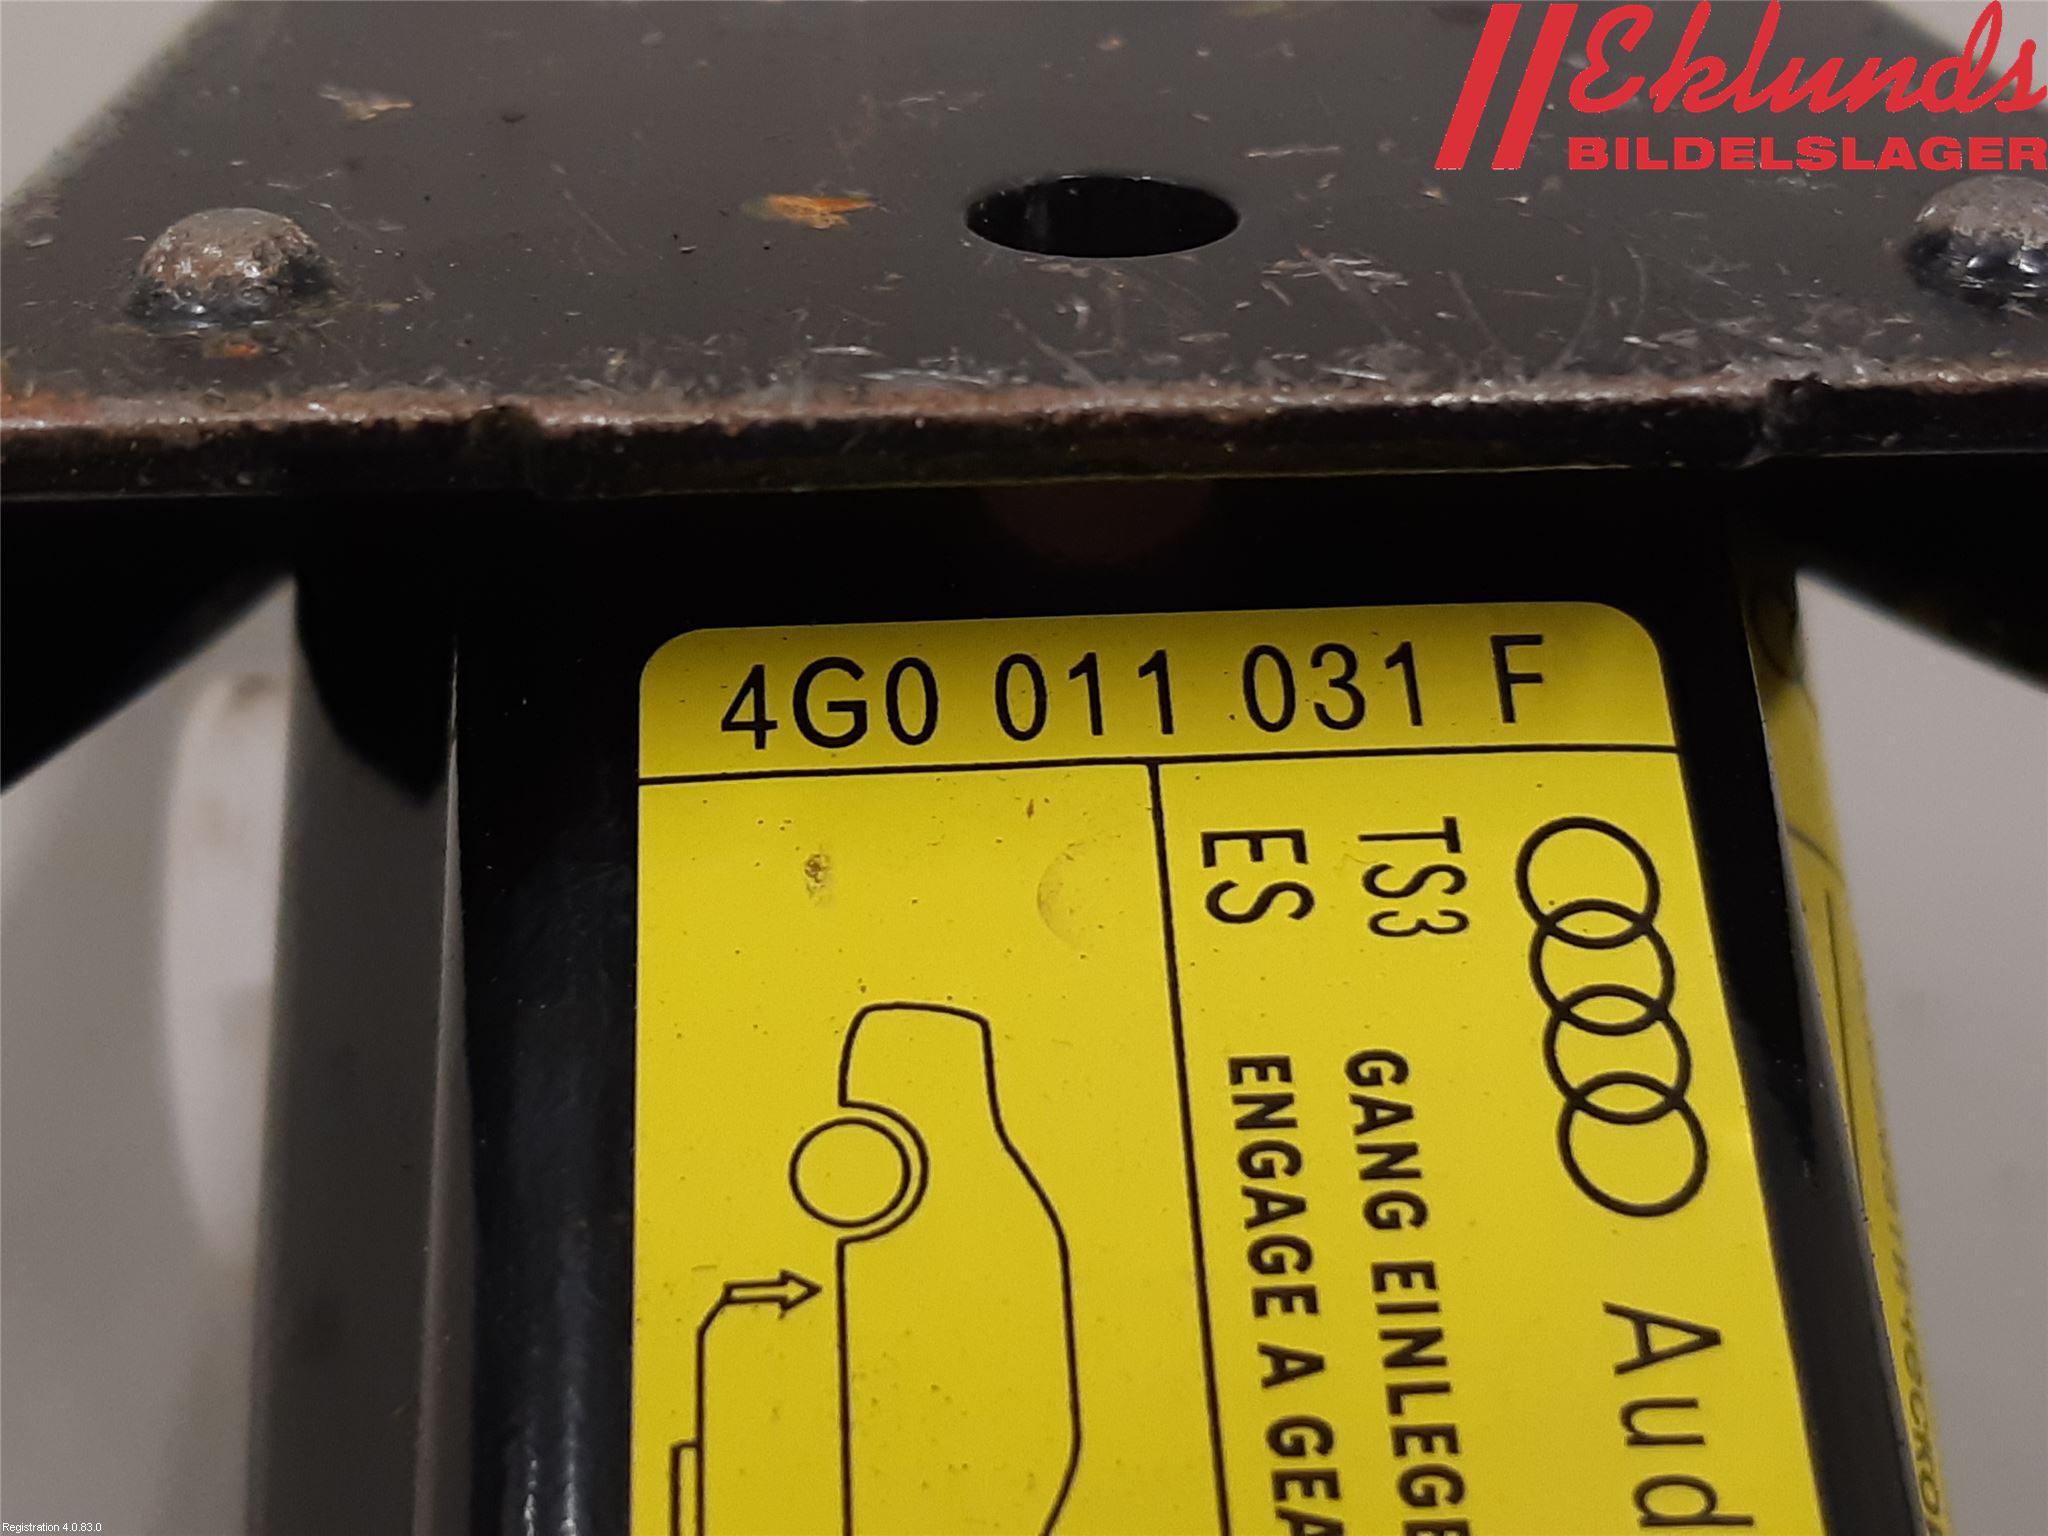 Eklunds
BILDELSLAGER
4G0 011 031 F
Aud
TS3 GANG EINLEGE
ES ENGAGE A GEA
Registration 4.0.83.0